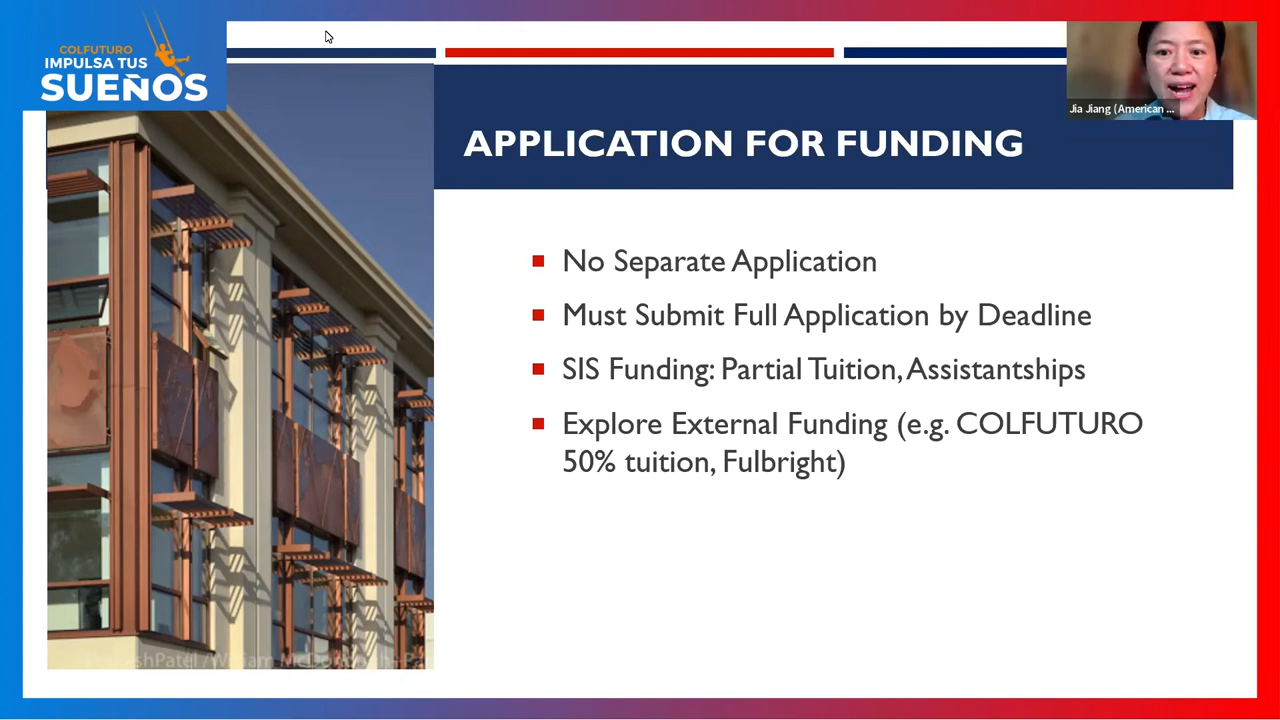 COLFUTURO
IMPULSA TUS
SUEÑOS
Jia Jiang (American ...
APPLICATION FOR FUNDING
No Separate Application
Must Submit Full Application by Deadline
SIS Funding: Partial Tuition, Assistantships
Explore External Funding (e.g. COLFUTURO
50% tuition, Fulbright)